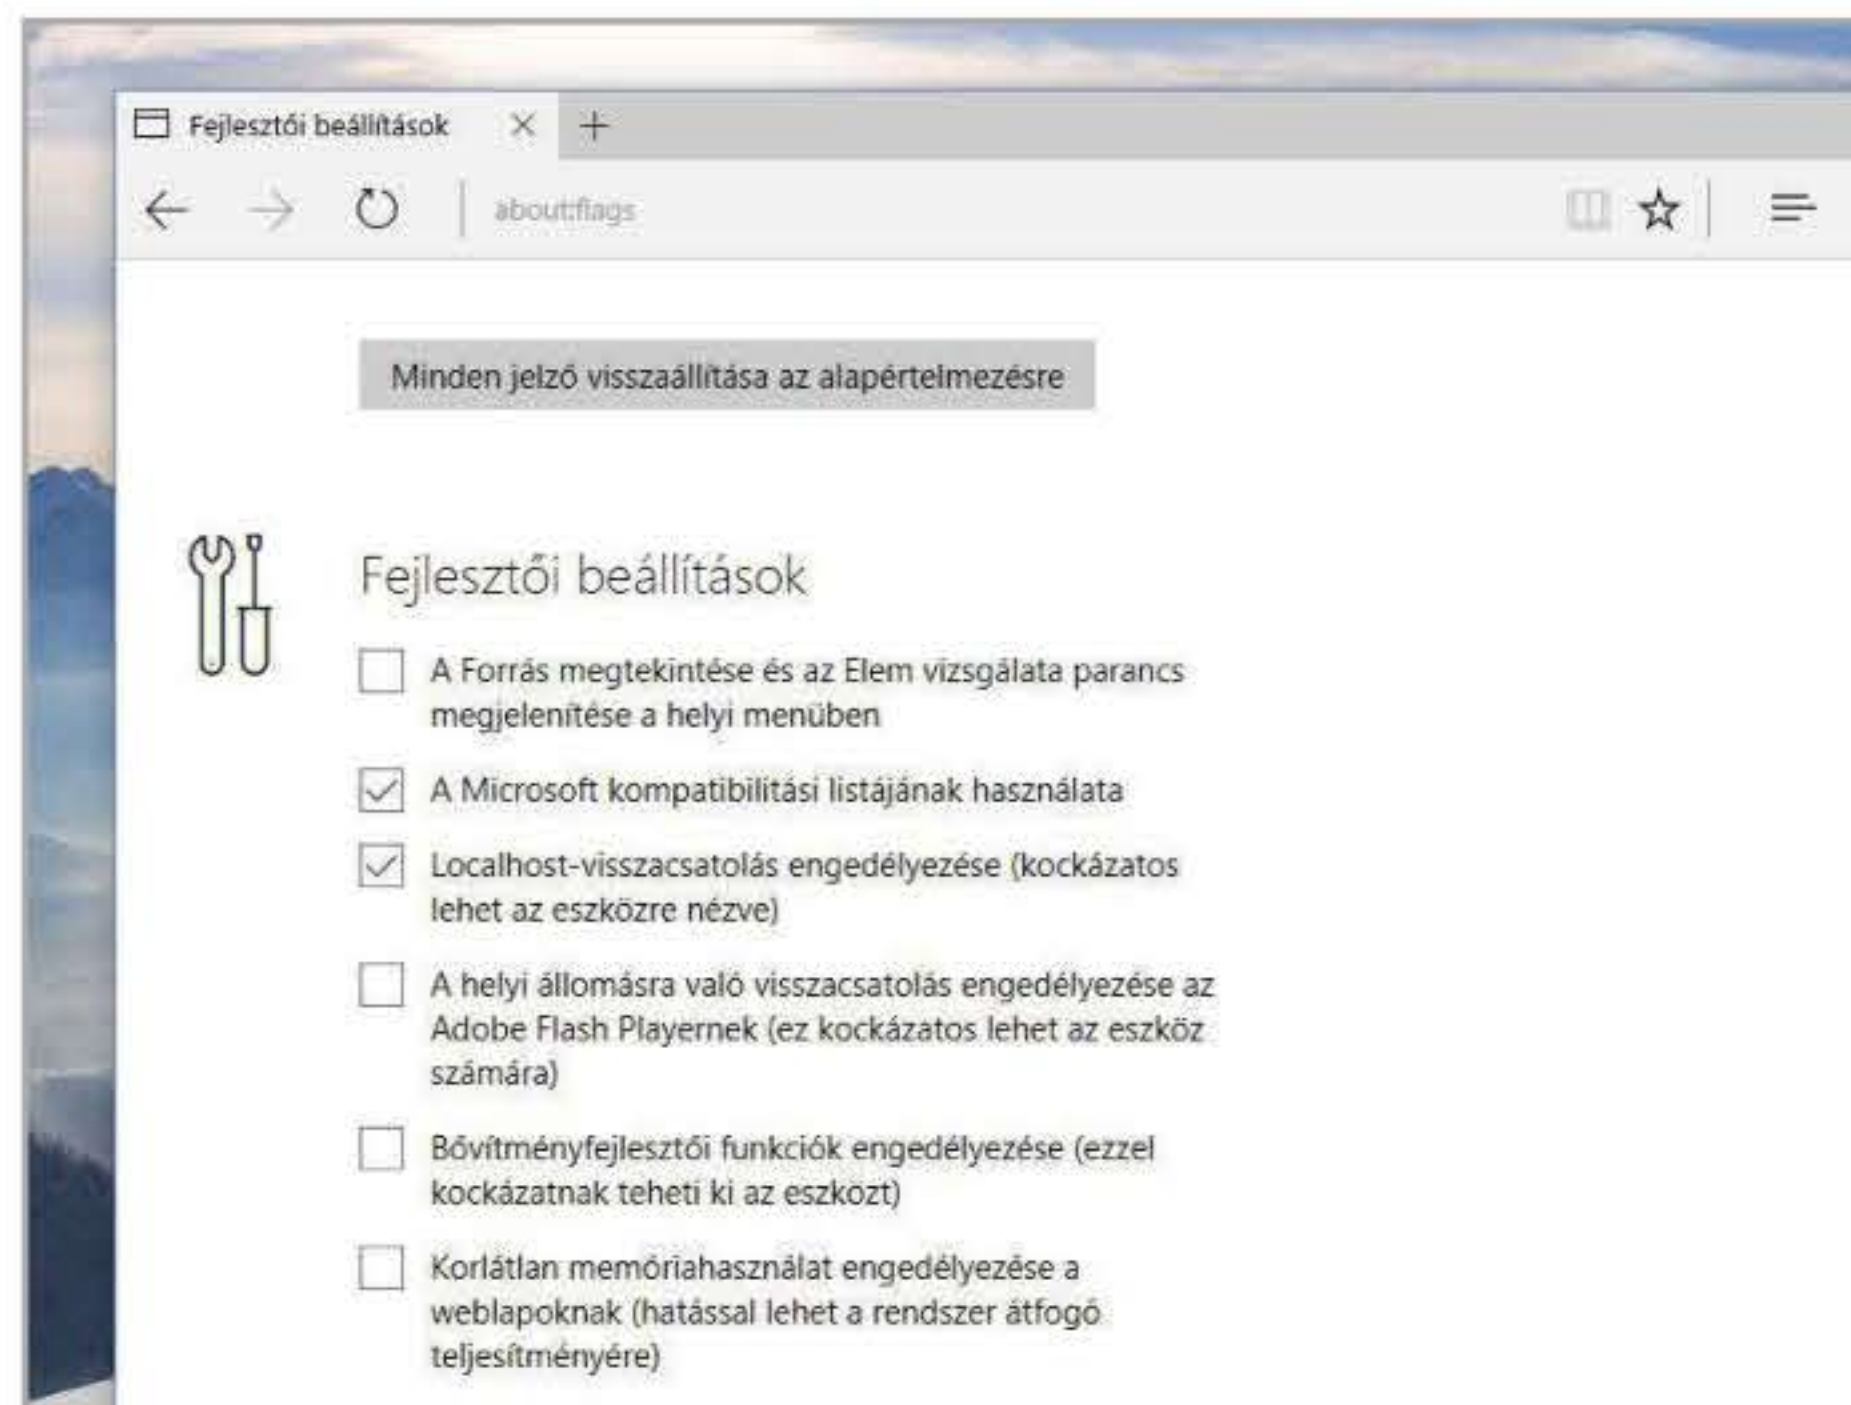 Fejlesztői beállítások
about:flags
Minden jelző visszaállítása az alapértelmezésre
Fejlesztői beállítások
A Forrás megtekintése és az Elem vizsgálata parancs
megjelenítése a helyi menüben
A Microsoft kompatibilitási listájának használata
Localhost-visszacsatolás engedélyezése (kockázatos
lehet az eszközre nézve)
A helyi állomásra való visszacsatolás engedélyezése az
Adobe Flash Playernek (ez kockázatos lehet az eszköz
számára)
Bővítményfejlesztői funkciók engedélyezése (ezzel
kockázatnak teheti ki az eszközt)
Korlátlan memóriahasználat engedélyezése a
weblapoknak (hatással lehet a rendszer átfogó
teljesítményére)